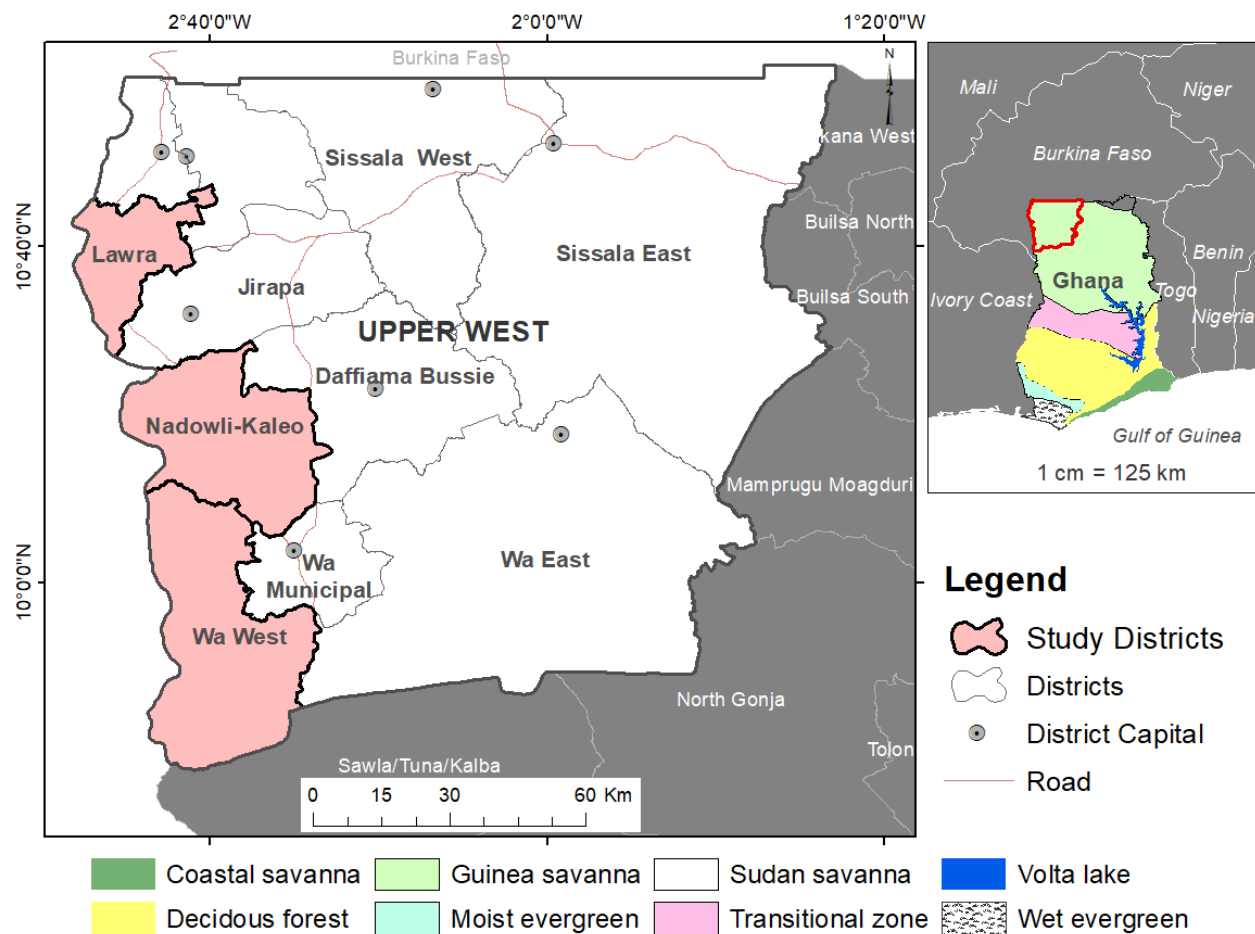 2°40'0"W
2°0'0"W
1°20'0"W
10°40'0"N
10°0'0"N
Burkina Faso
N
kana West
Sissala West
Builsa North
Lawra
Sissala East
Jirapa
Builsa South
UPPER WEST
Daffiama Bussie
Nadowli-Kaleo
Mamprugu Moagduri
Wa East
Wa
Municipal
Wa West
North Gonja
Tolon
Sawla/Tuna/Kalba
0 15 30 60 Km
Mali
Niger
Burkina Faso
Benin
Ghana
Ivory Coast
Togo
Nigeria
Gulf of Guinea
1 cm = 125 km
Legend
Study Districts
Districts
District Capital
Road
Coastal savanna
Guinea savanna
Sudan savanna
Volta lake
Decidous forest
Moist evergreen
Transitional zone
Wet evergreen